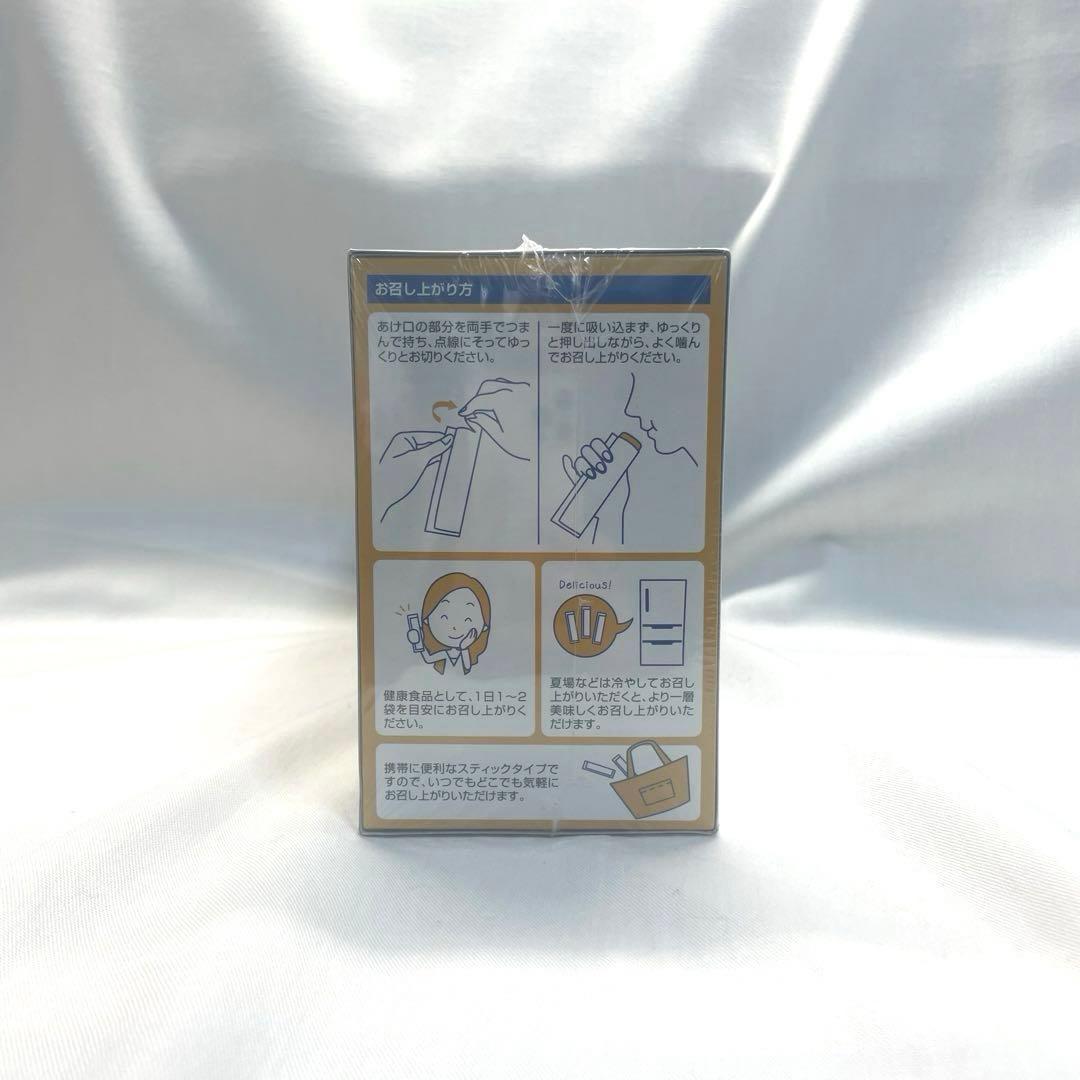 お召し上がり方
あけ口の部分を両手でつま
んで持ち、点線にそってゆっ
くりとお切りください。
一度に吸い込まず、ゆっくり
と押し出しながら、よく噛ん
でお召し上がりください。
健康食品として、1日1〜2
袋を目安にお召し上がりく
ださい。
Delicious!
夏場などは冷やしてお召し
上がりいただくと、より一層
美味しくお召し上がりいた
だけます。
携帯に便利なスティックタイプで
すので、いつでもどこでも気軽に
お召し上がりいただけます。